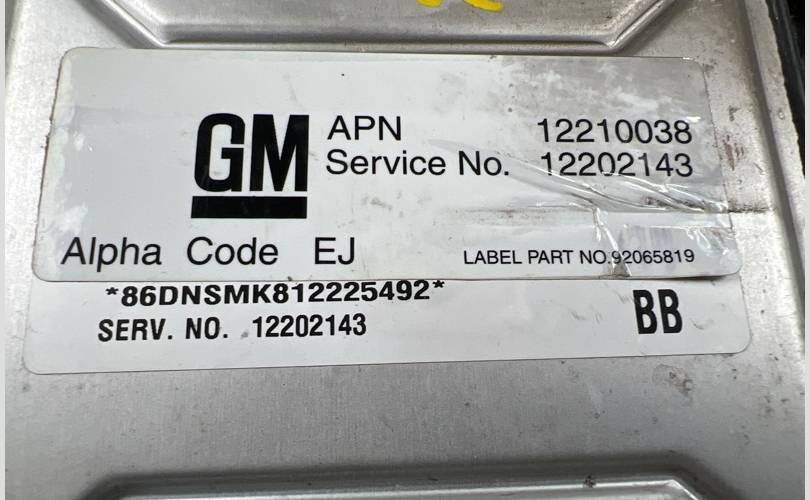 GM
APN 12210038
Service No. 12202143
Alpha Code EJ
LABEL PART NO.92065819
*86DNSMK812225492*
SERV. NO. 12202143
BB